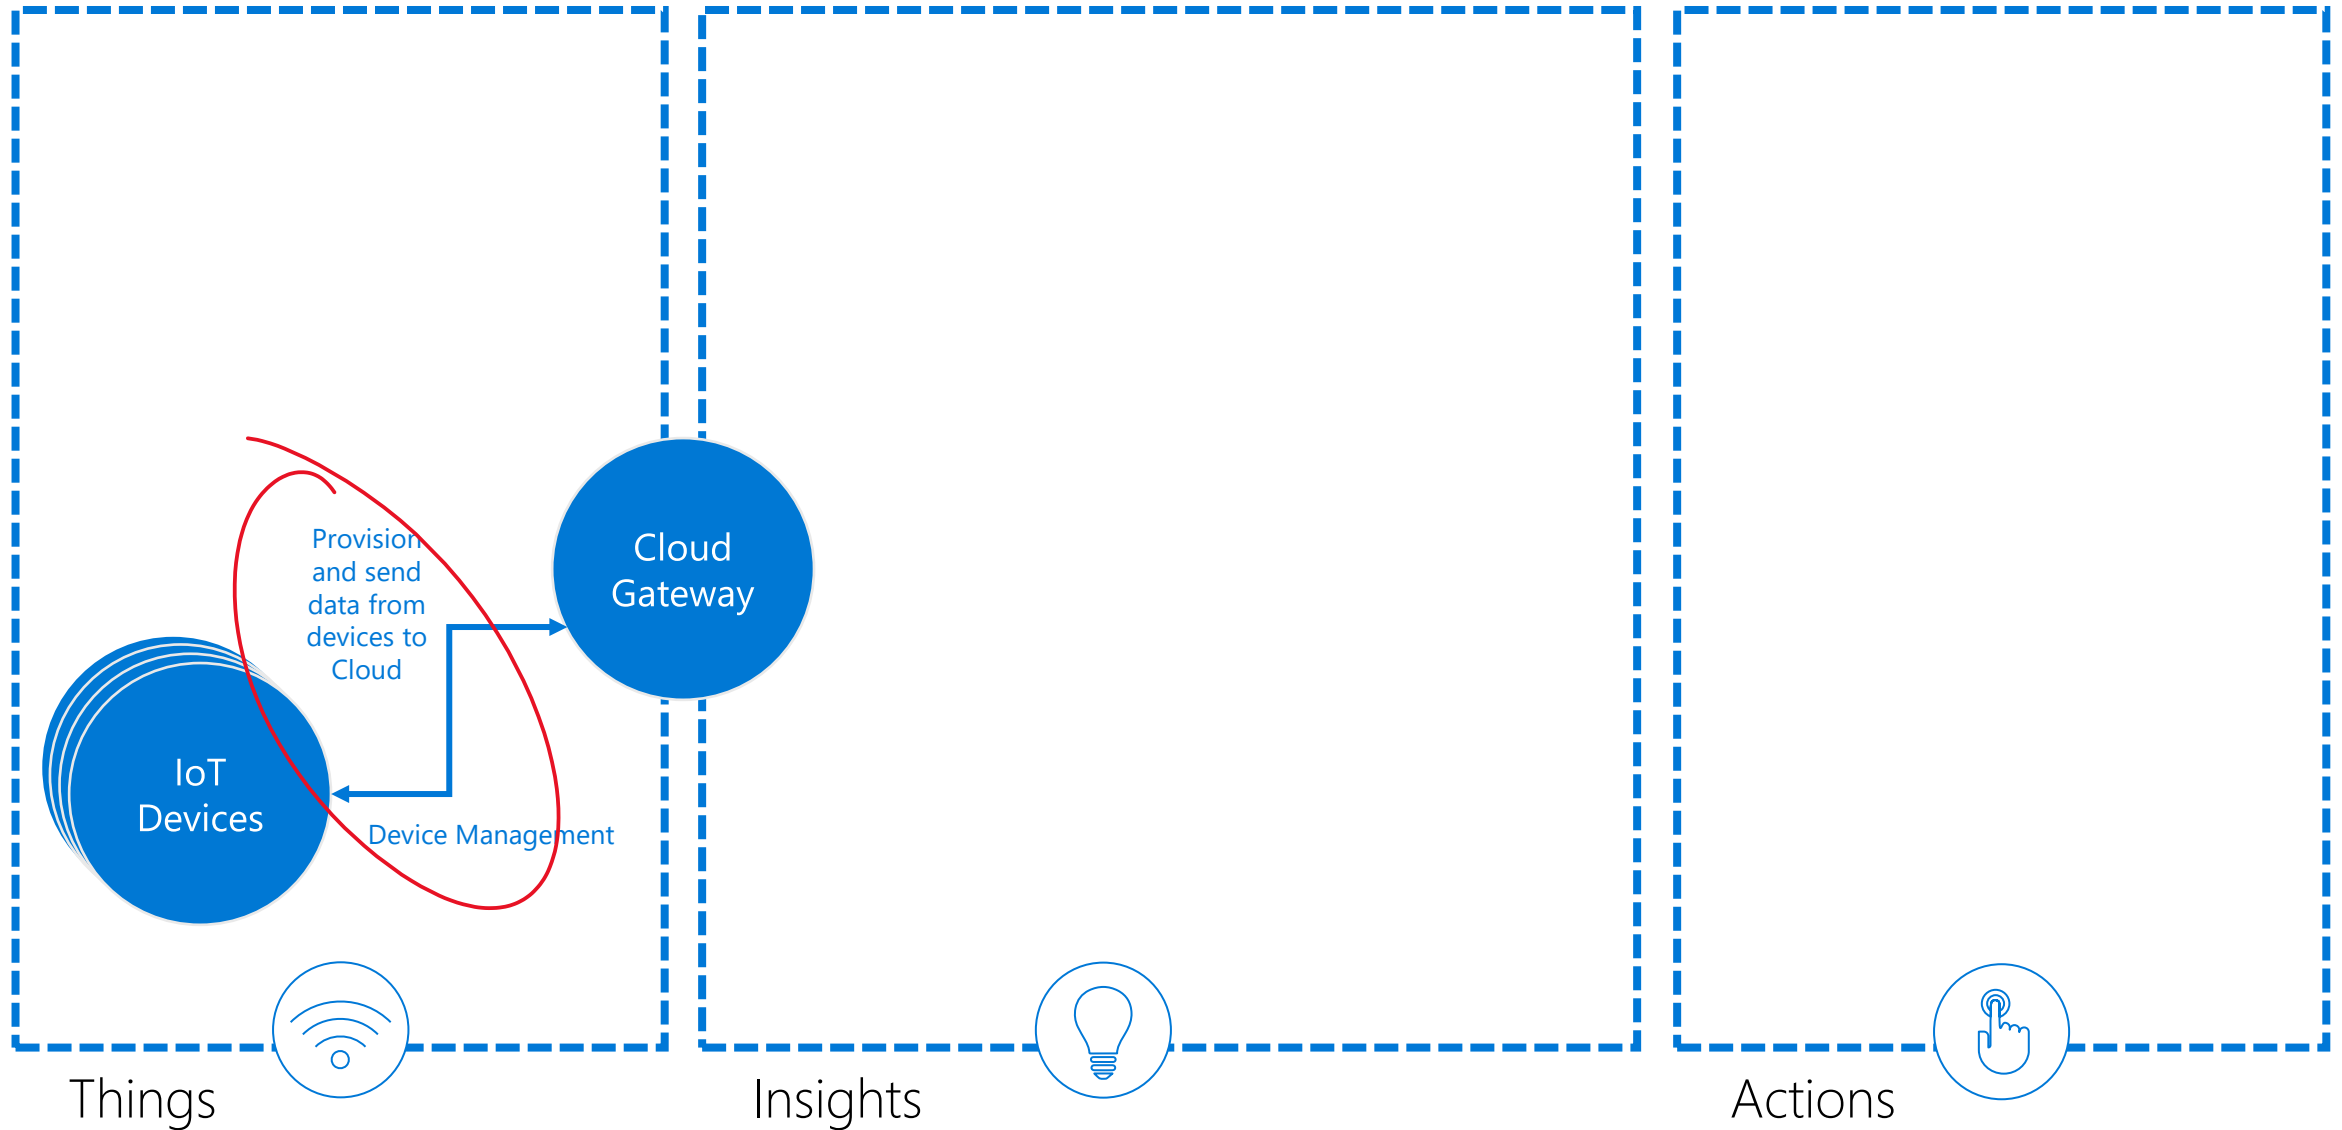 Provision
and send
data from
devices to
Cloud
Cloud
Gateway
IoT
Devices
Device Management
Things
Insights
Actions